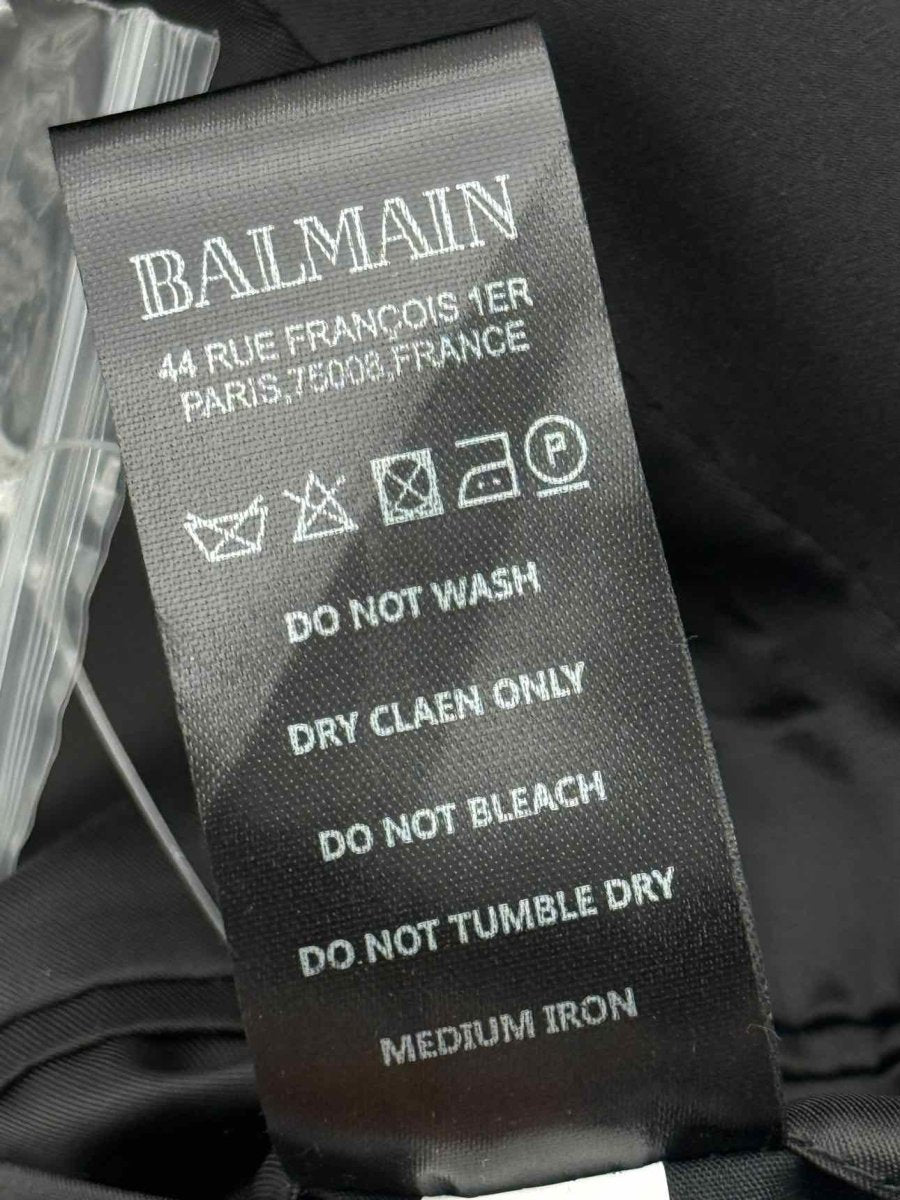 BALMAIN
44 RUE FRANÇOIS 1ER
PARIS,75008,FRANCE
P
DO NOT WASH
DRY CLAEN ONLY
DO NOT BLEACH
DO NOT TUMBLE DRY
MEDIUM IRON